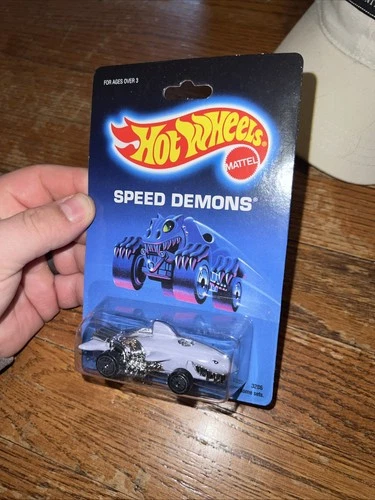 FOR AGES OVER 3
HOT WHEELS®
MATTEL
SPEED DEMONS®